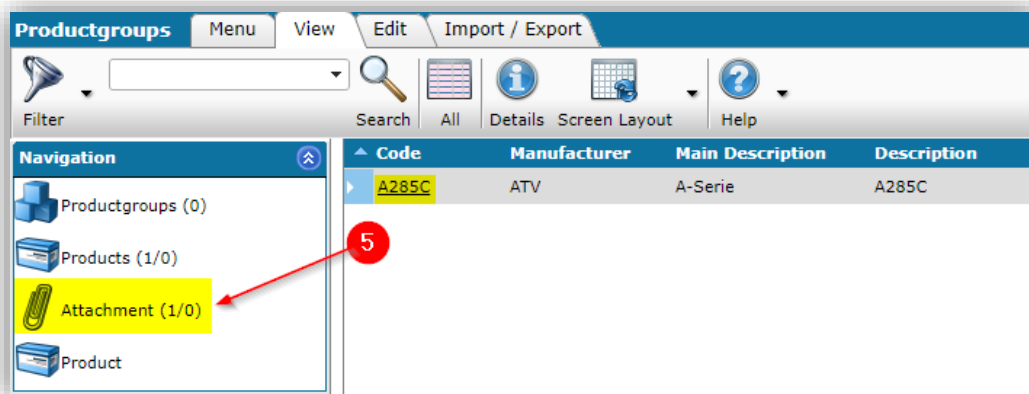 Productgroups Menu View Edit Import / Export
Filter Search All Details Screen Layout Help
Navigation
Productgroups (0)
Products (1/0)
Attachment (1/0)
Product
Code Manufacturer Main Description Description
A285C ATV A-Serie A285C
5